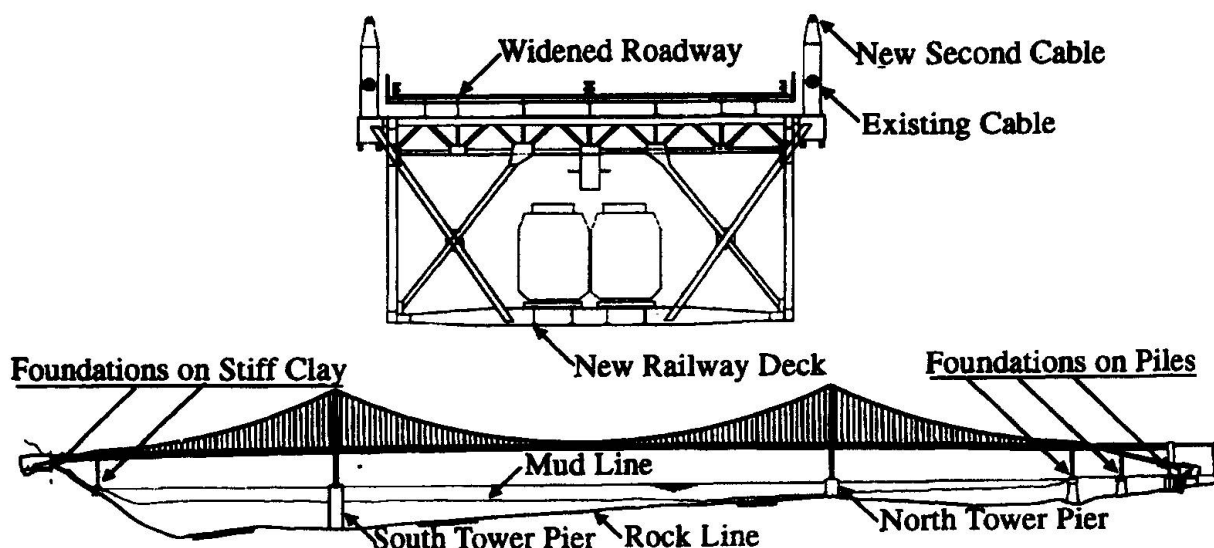 Widened Roadway
New Second Cable
Existing Cable
New Railway Deck
Foundations on Stiff Clay
Foundations on Piles
Mud Line
South Tower Pier
Rock Line
North Tower Pier